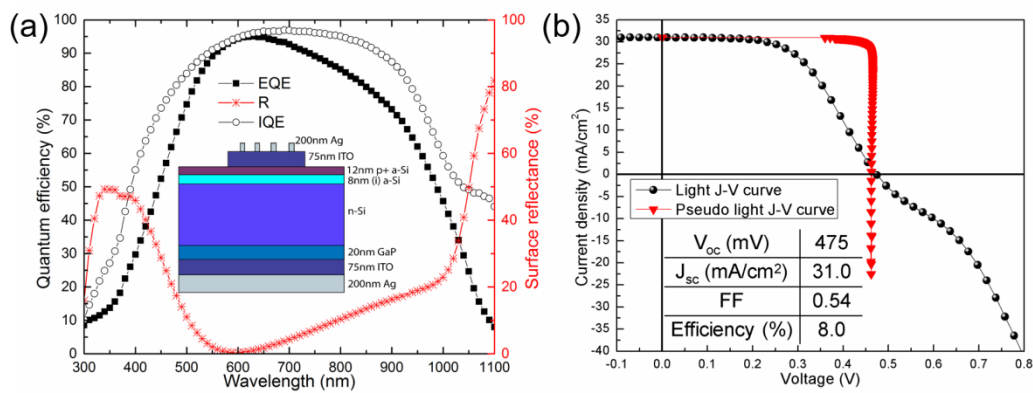 (a)
100
90
80
70
60
50
40
30
20
10
0
Quantum efficiency (%)
EQE
R
IQE
200nm Ag
75nm ITO
12nm p+ a-Si
8nm (i) a-Si
n-Si
20nm GaP
75nm ITO
200nm Ag
300 400 500 600 700 800 900 1000 1100
Wavelength (nm)
100
80
60
40
20
0
Surface reflectance (%)
(b)
35
30
25
20
15
10
5
0
-5
-10
-15
-20
-25
-30
-35
-40
Current density (mA/cm²)
Light J-V curve
Pseudo light J-V curve
Voc (mV) 475
Jsc (mA/cm²) 31.0
FF 0.54
Efficiency (%) 8.0
-0.1 0.0 0.1 0.2 0.3 0.4 0.5 0.6 0.7 0.8
Voltage (V)